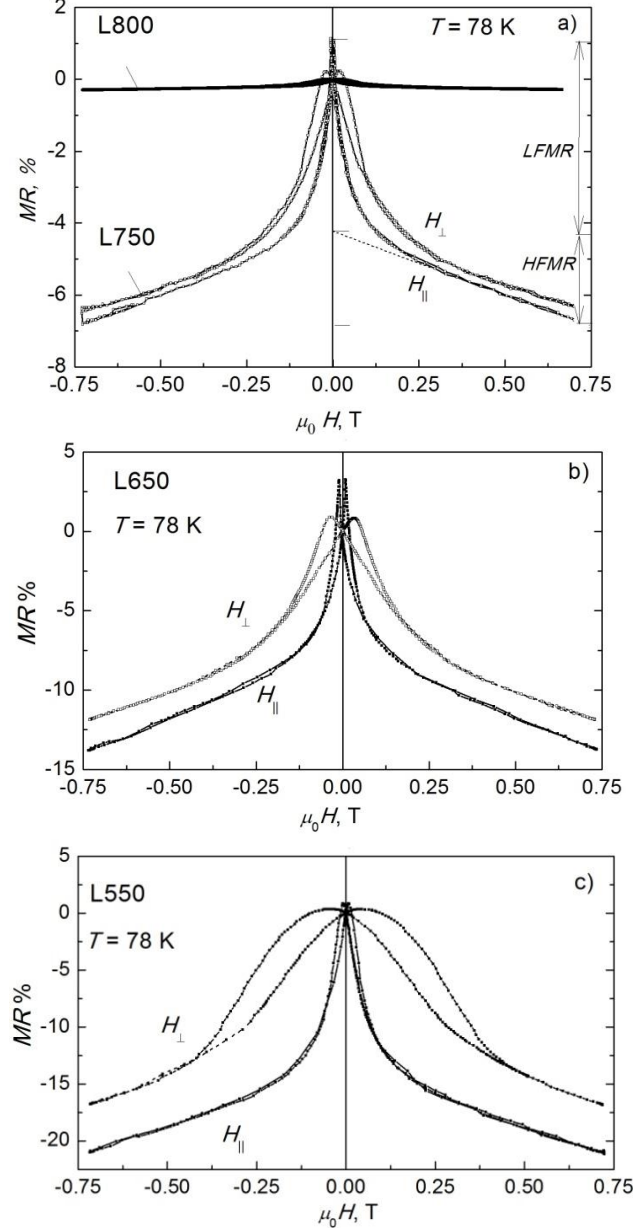 L800
T = 78 K
a)
MR, %
2
0
-2
-4
-6
-8
LFMR
HFMR
L750
H⊥
H||
-0.75 -0.50 -0.25 0.00 0.25 0.50 0.75
μ0 H, T
b)
L650
T = 78 K
MR %
5
0
-5
-10
-15
H⊥
H||
-0.75 -0.50 -0.25 0.00 0.25 0.50 0.75
μ0H, T
c)
L550
T = 78 K
MR %
5
0
-5
-10
-15
-20
H⊥
H||
-0.75 -0.50 -0.25 0.00 0.25 0.50 0.75
μ0H, T